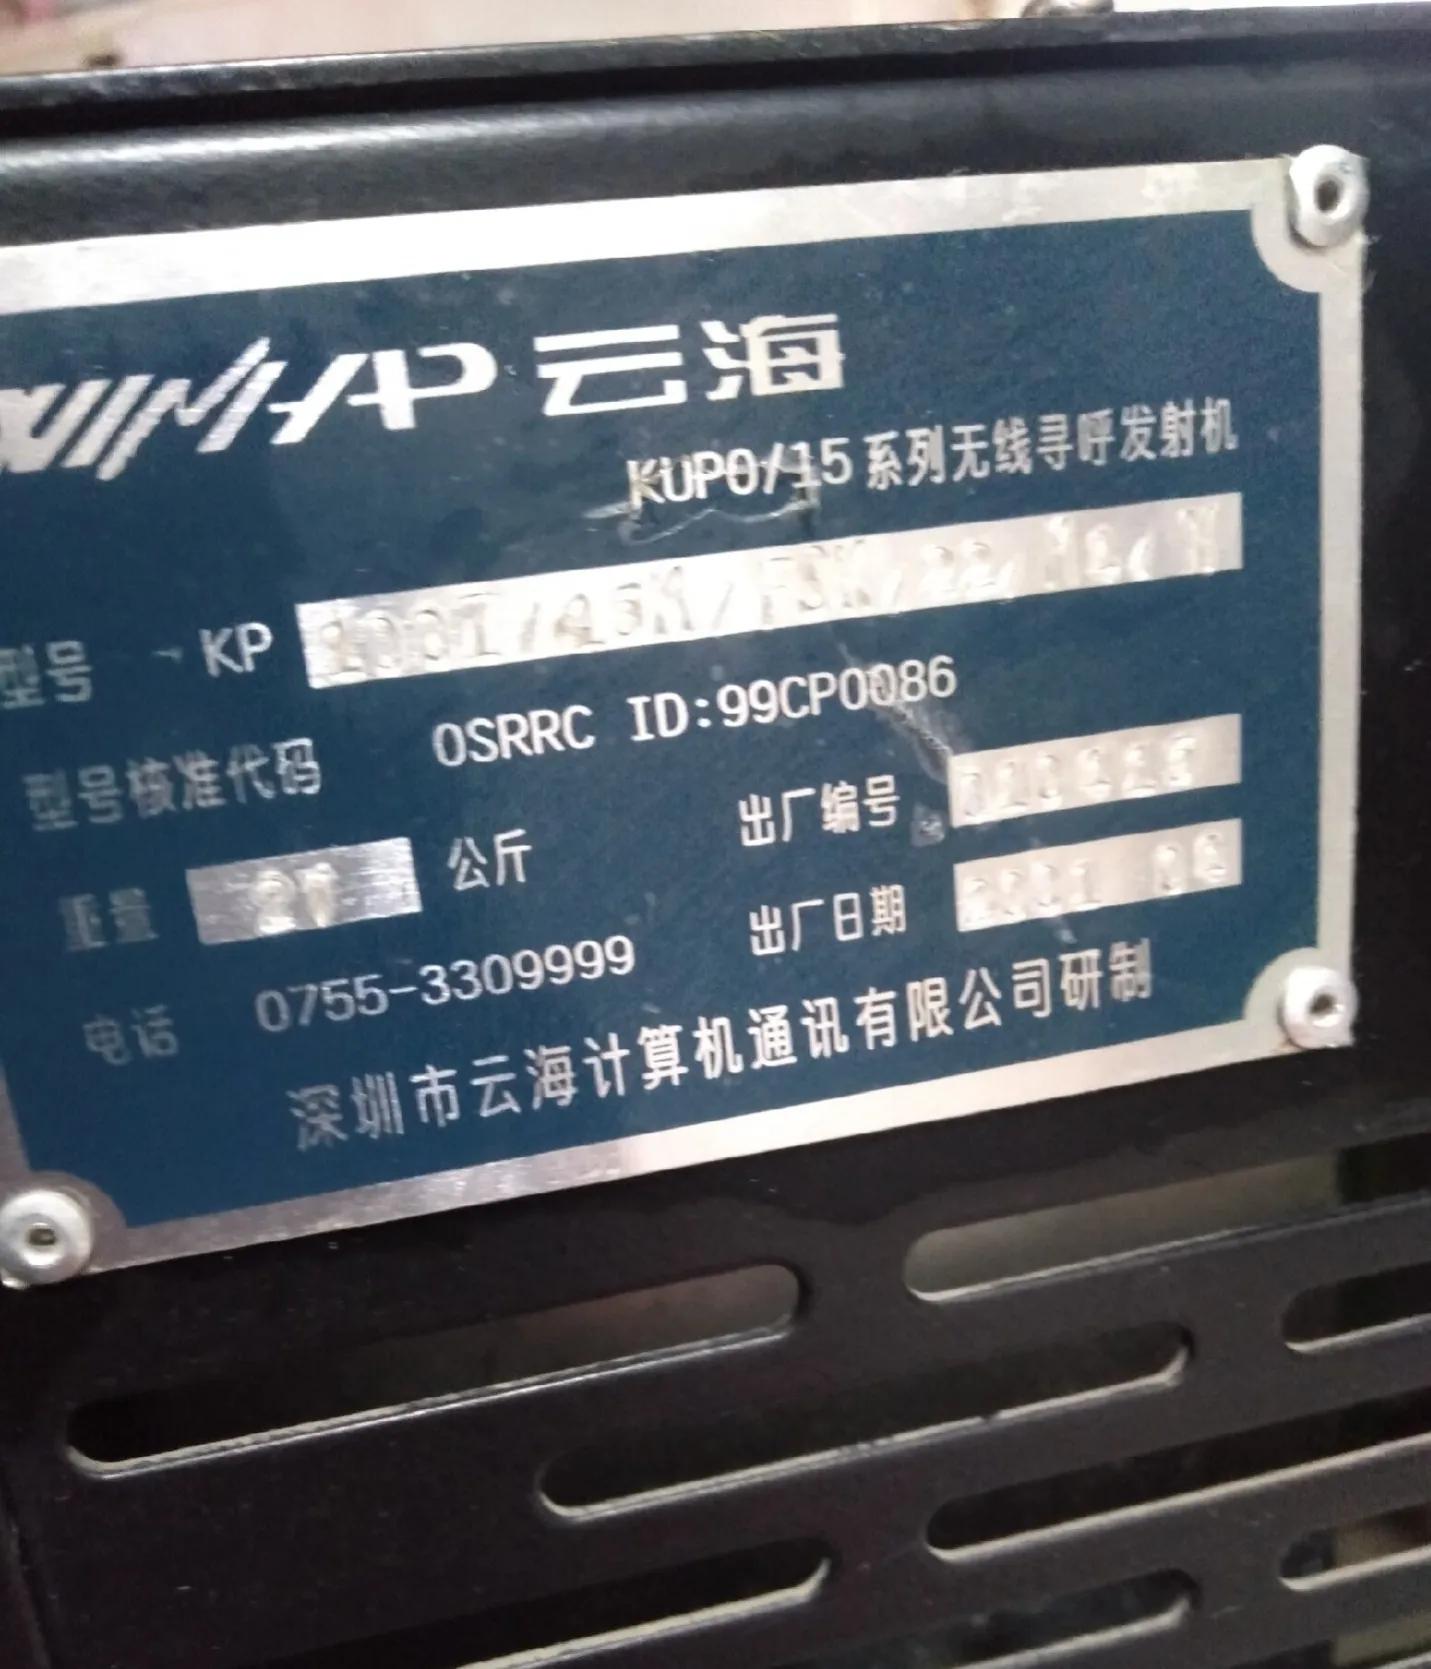 云海
KUP0/15系列无线寻呼发射机
型号 KP
型号核准代码 OSRRC ID:99CP0086
重量 27 公斤 出厂编号
电话 0755-3309999 出厂日期 2001
深圳市云海计算机通讯有限公司研制